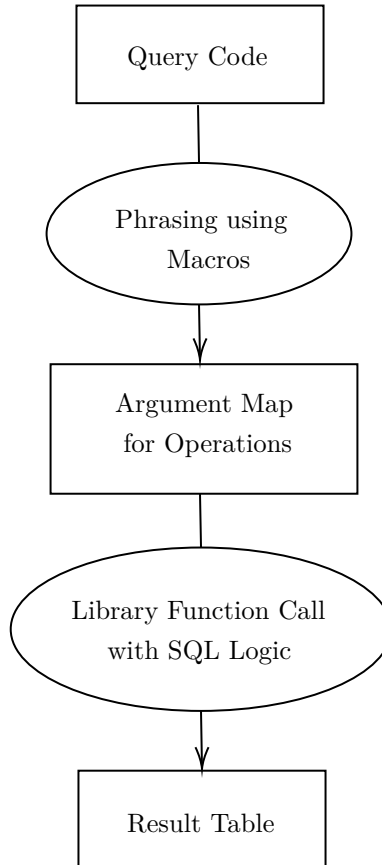 Query Code
Phrasing using
Macros
Argument Map
for Operations
Library Function Call
with SQL Logic
Result Table